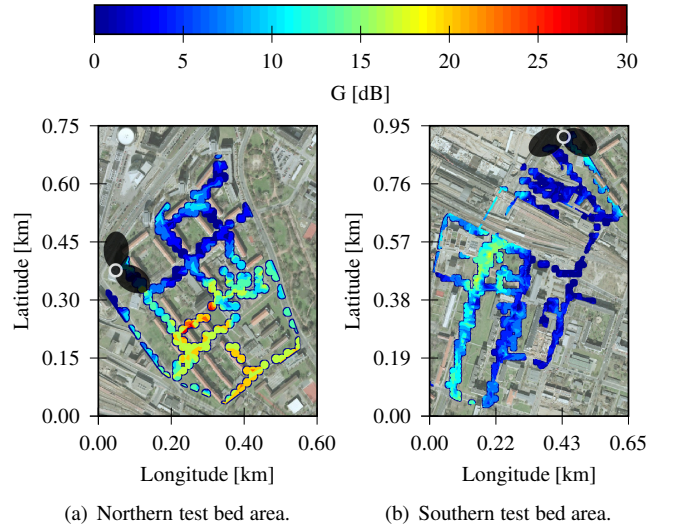 0 5 10 15 20 25 30
G [dB]
0.75
0.60
0.45
0.30
0.15
0.00
Latitude [km]
0.00 0.20 0.40 0.60
Longitude [km]
(a) Northern test bed area.
0.95
0.76
0.57
0.38
0.19
0.00
Latitude [km]
0.00 0.22 0.43 0.65
Longitude [km]
(b) Southern test bed area.